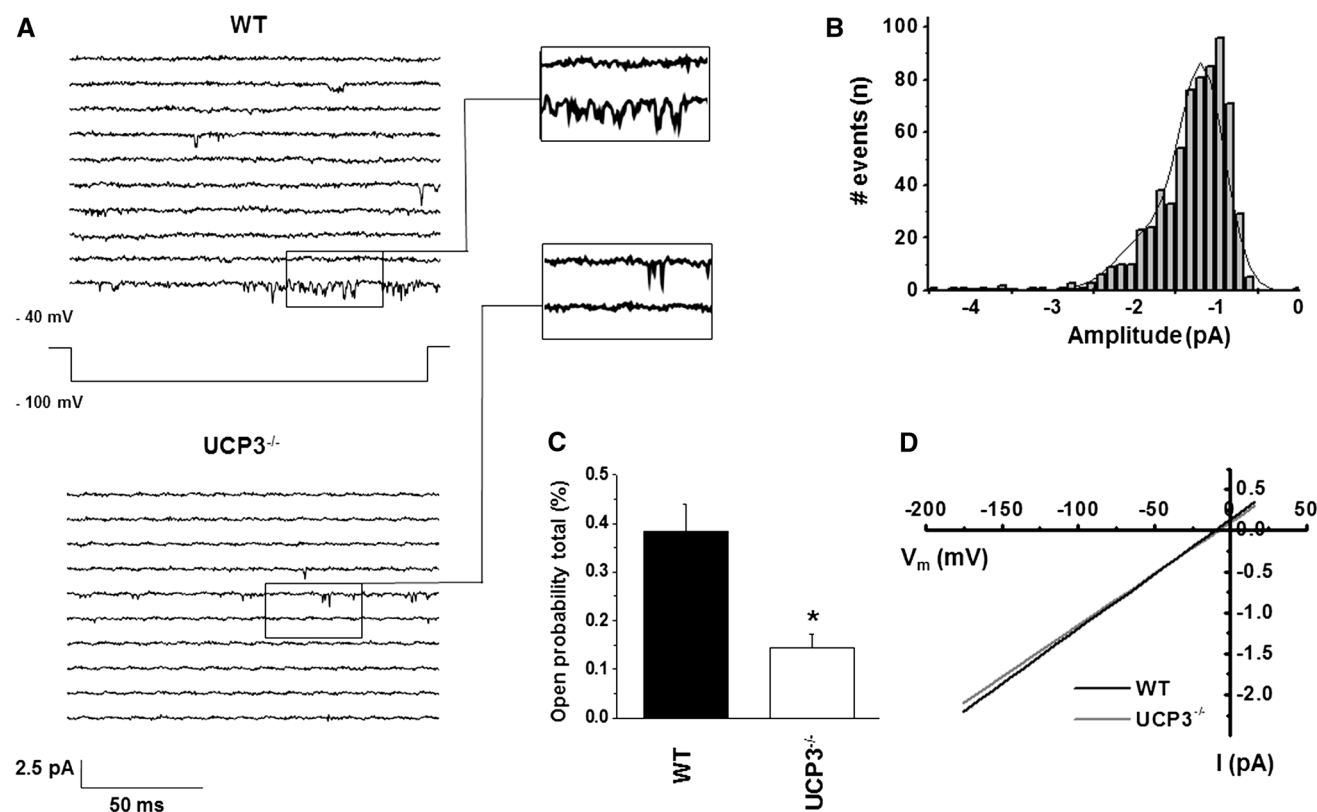 A
WT
- 40 mV
- 100 mV
UCP3-/-
2.5 pA
50 ms
B
# events (n)
100
80
60
40
20
0
-4
-3
-2
-1
0
Amplitude (pA)
C
Open probability total (%)
0.5
0.4
0.3
0.2
0.1
0.0
*
WT
UCP3-/-
D
-200
-150
-100
-50
0
50
Vm (mV)
0.5
0.0
-0.5
-1.0
-1.5
-2.0
WT
UCP3-/-
I (pA)